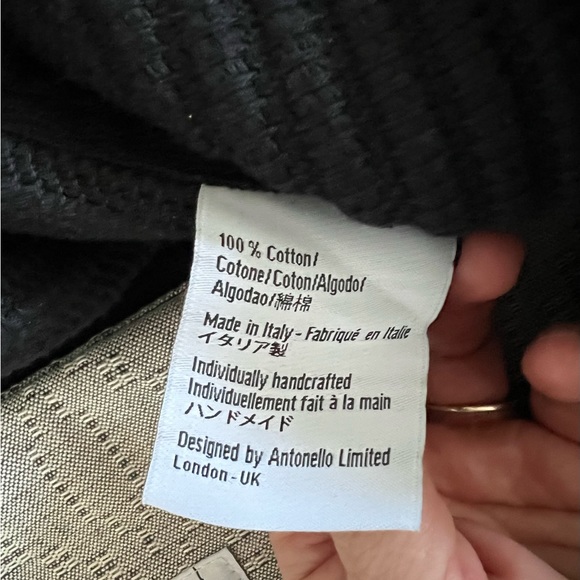 100 % Cotton/
Cotone/Coton/Algodo/
Algodao/綿棉
Made in Italy - Fabriqué en Italie
イタリア製
Individually handcrafted
Individuellement fait à la main
ハンドメイド
Designed by Antonello Limited
London - UK